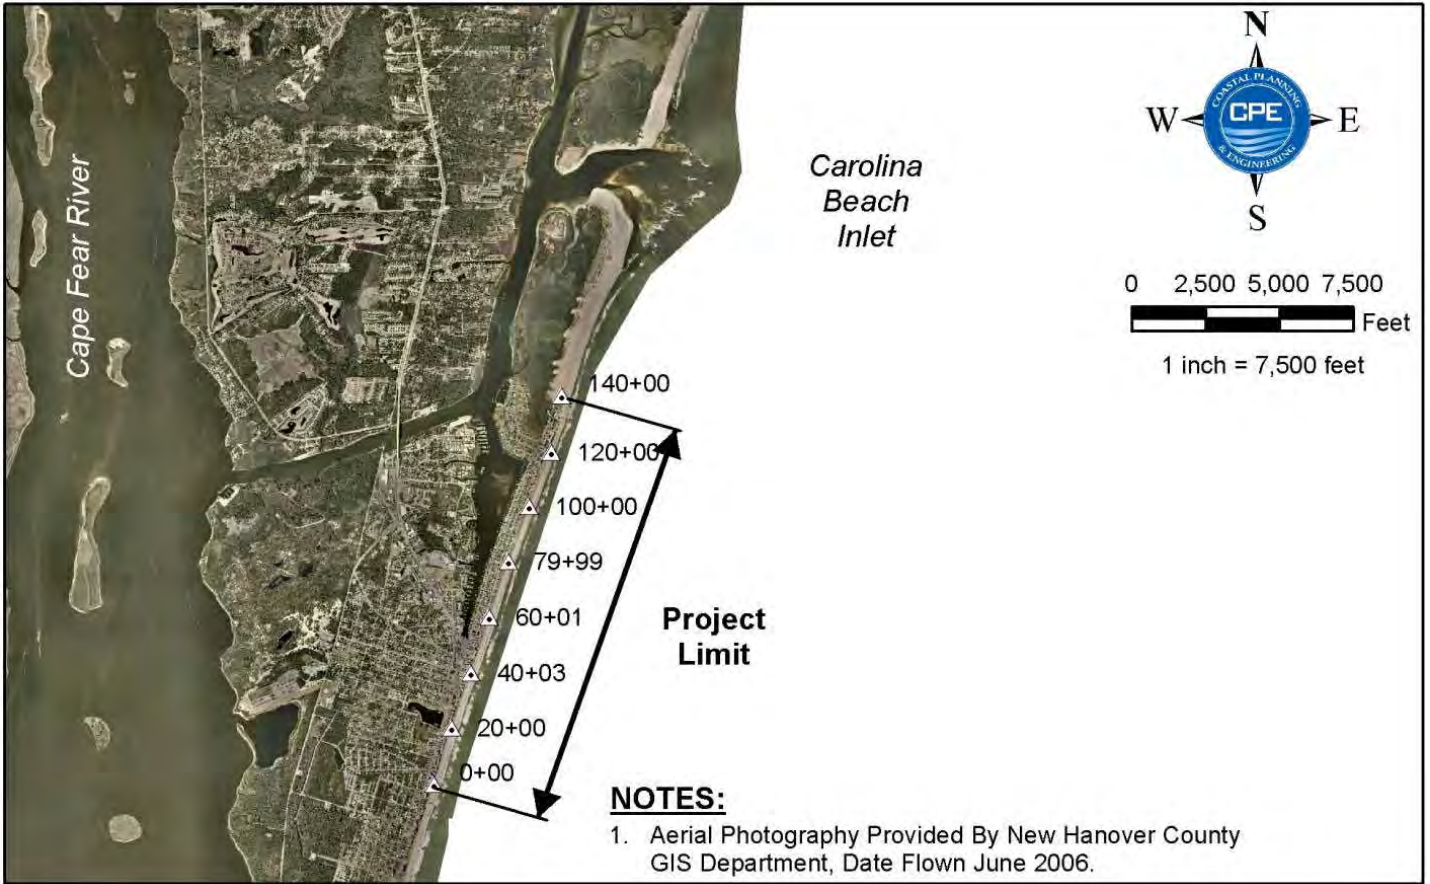 N
COASTAL PLANNING
CPE
& ENGINEERING
W
E
S
Cape Fear River
Carolina
Beach
Inlet
0 2,500 5,000 7,500
Feet
1 inch = 7,500 feet
140+00
120+00
100+00
79+99
60+01
40+03
20+00
0+00
Project
Limit
NOTES:
1. Aerial Photography Provided By New Hanover County
GIS Department, Date Flown June 2006.